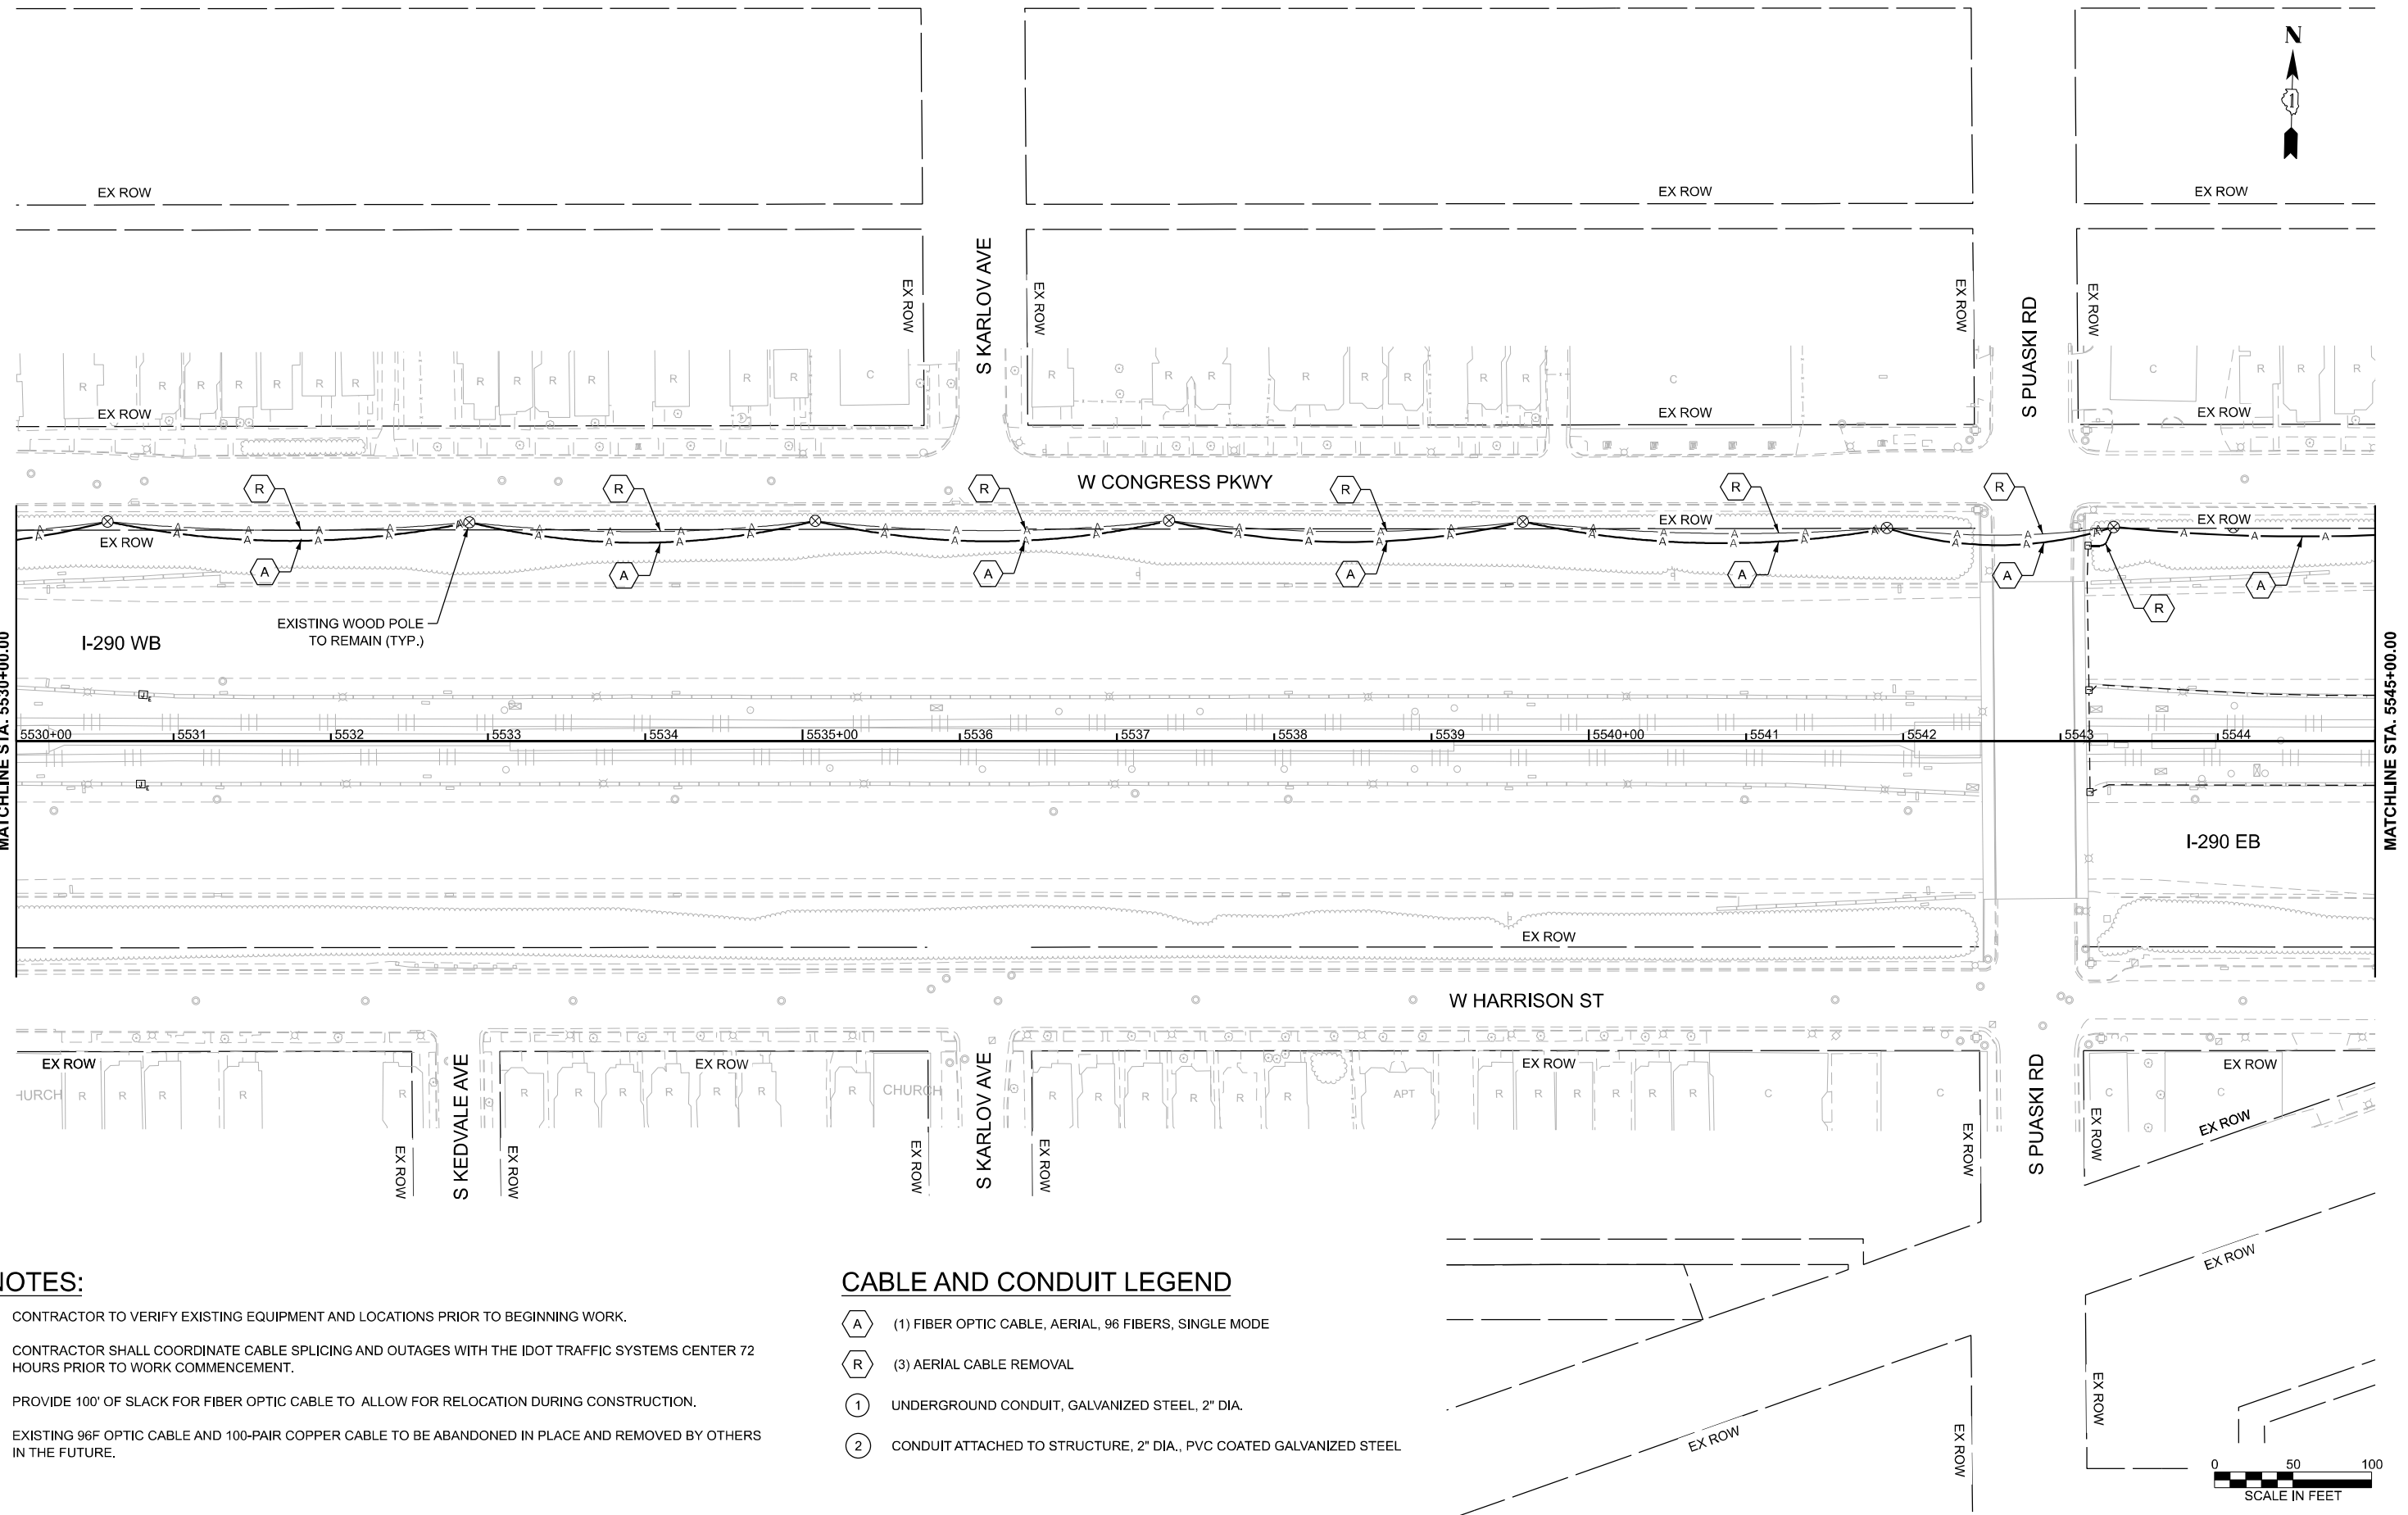 N
1
EX ROW
EX ROW
EX ROW
EX ROW
S KARLOV AVE
EX ROW
EX ROW
S PUASKI RD
EX ROW
R R R R R R R R R R R R R R C R R R R R R R R C C R R R
EX ROW
EX ROW
EX ROW
W CONGRESS PKWY
R R R R R R
EX ROW
EX ROW
EX ROW
A A A A A A A
R
EXISTING WOOD POLE
TO REMAIN (TYP.)
I-290 WB
MATCHLINE STA. 5530+00.00
MATCHLINE STA. 5545+00.00
5530+00 5531 5532 5533 5534 5535+00 5536 5537 5538 5539 5540+00 5541 5542 5543 5544
I-290 EB
EX ROW
W HARRISON ST
EX ROW
EX ROW
EX ROW
EX ROW
HURCH R R R R R R R R R R R R R CHURCH R R R R R R APT R R R R R R C C C C
EX ROW
S KEDVALE AVE
EX ROW
EX ROW
S KARLOV AVE
EX ROW
EX ROW
S PUASKI RD
EX ROW
EX ROW
EX ROW
EX ROW
EX ROW
EX ROW
NOTES:
CONTRACTOR TO VERIFY EXISTING EQUIPMENT AND LOCATIONS PRIOR TO BEGINNING WORK.
CONTRACTOR SHALL COORDINATE CABLE SPLICING AND OUTAGES WITH THE IDOT TRAFFIC SYSTEMS CENTER 72
HOURS PRIOR TO WORK COMMENCEMENT.
PROVIDE 100' OF SLACK FOR FIBER OPTIC CABLE TO ALLOW FOR RELOCATION DURING CONSTRUCTION.
EXISTING 96F OPTIC CABLE AND 100-PAIR COPPER CABLE TO BE ABANDONED IN PLACE AND REMOVED BY OTHERS
IN THE FUTURE.
CABLE AND CONDUIT LEGEND
A (1) FIBER OPTIC CABLE, AERIAL, 96 FIBERS, SINGLE MODE
R (3) AERIAL CABLE REMOVAL
1 UNDERGROUND CONDUIT, GALVANIZED STEEL, 2" DIA.
2 CONDUIT ATTACHED TO STRUCTURE, 2" DIA., PVC COATED GALVANIZED STEEL
0 50 100
SCALE IN FEET